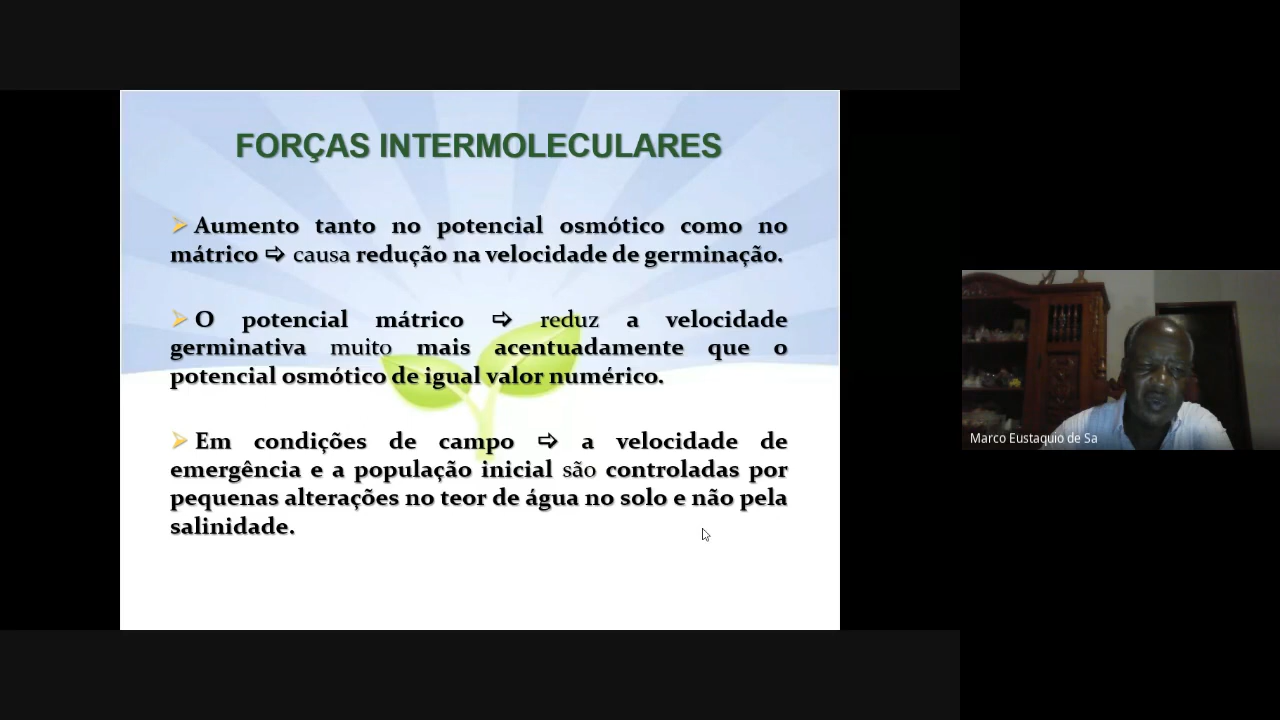 FORÇAS INTERMOLECULARES
➢ Aumento tanto no potencial osmótico como no
mátrico ⇨ causa redução na velocidade de germinação.
➢ O potencial mátrico ⇨ reduz a velocidade
germinativa muito mais acentuadamente que o
potencial osmótico de igual valor numérico.
➢ Em condições de campo ⇨ a velocidade de
emergência e a população inicial são controladas por
pequenas alterações no teor de água no solo e não pela
salinidade.
Marco Eustaquio de Sa